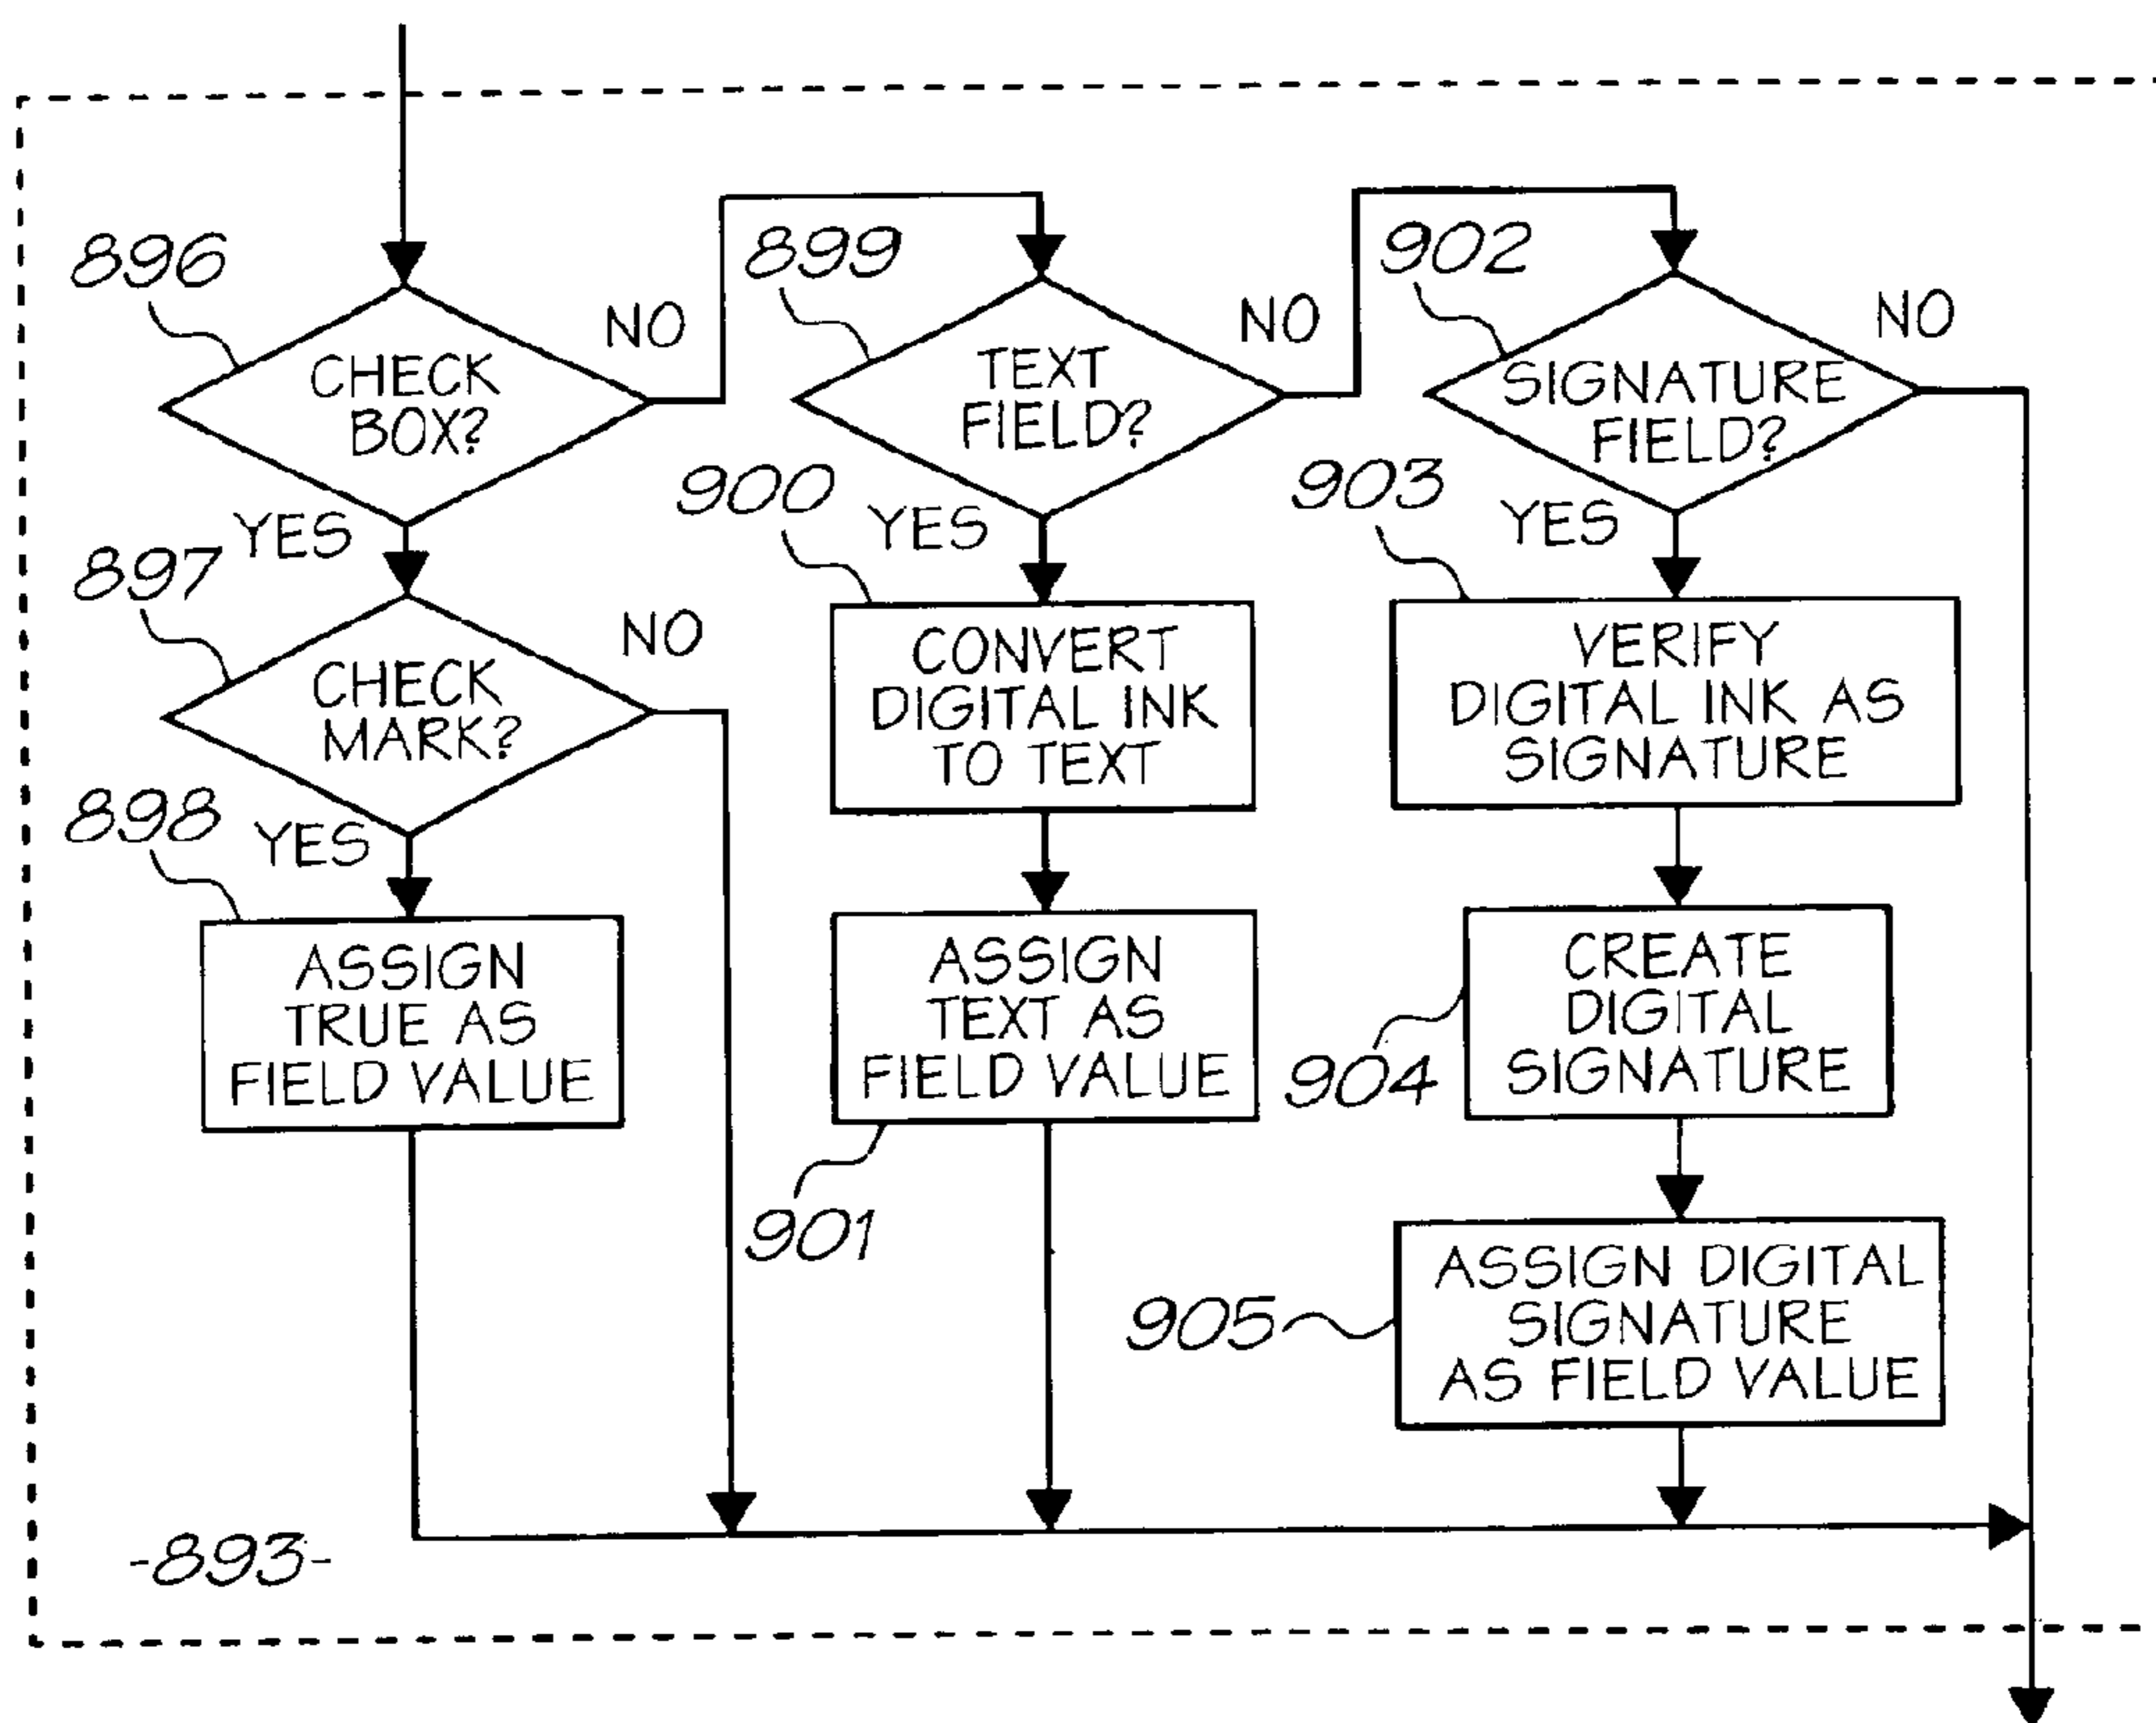 896
CHECK
BOX?
NO
YES
897
CHECK
MARK?
NO
YES
898
ASSIGN
TRUE AS
FIELD VALUE
899
TEXT
FIELD?
NO
YES
900
CONVERT
DIGITAL INK
TO TEXT
ASSIGN
TEXT AS
FIELD VALUE
901
902
SIGNATURE
FIELD?
NO
YES
903
VERIFY
DIGITAL INK AS
SIGNATURE
CREATE
DIGITAL
SIGNATURE
904
ASSIGN DIGITAL
SIGNATURE
AS FIELD VALUE
905
-893-